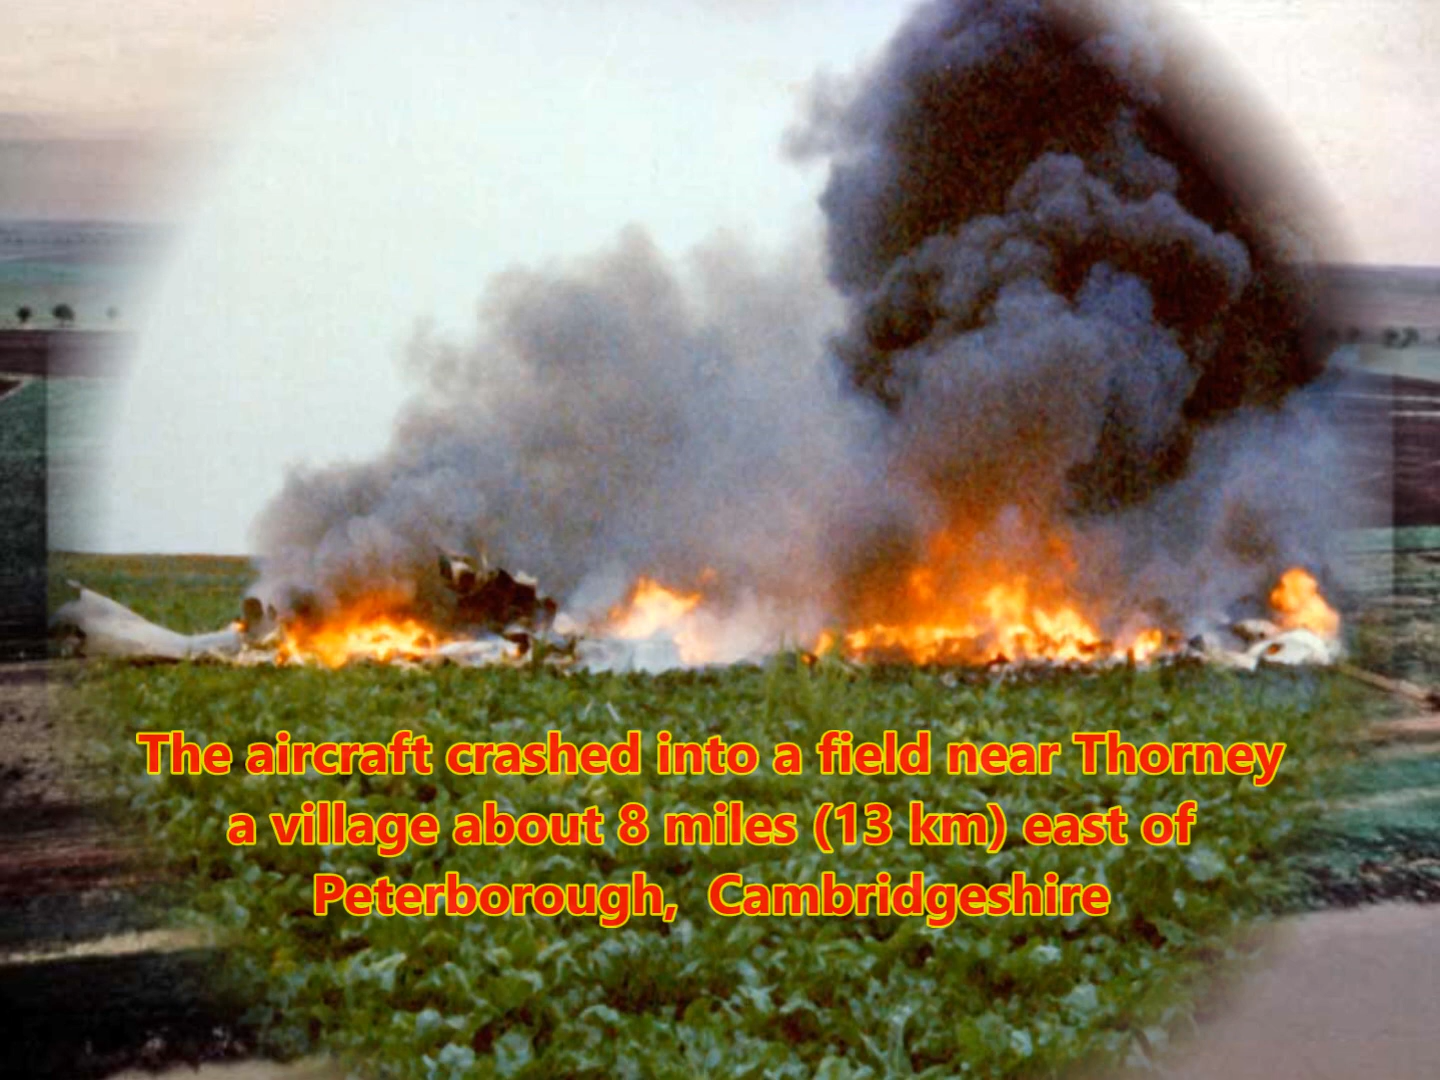 The aircraft crashed into a field near Thorney
a village about 8 miles (13 km) east of
Peterborough, Cambridgeshire